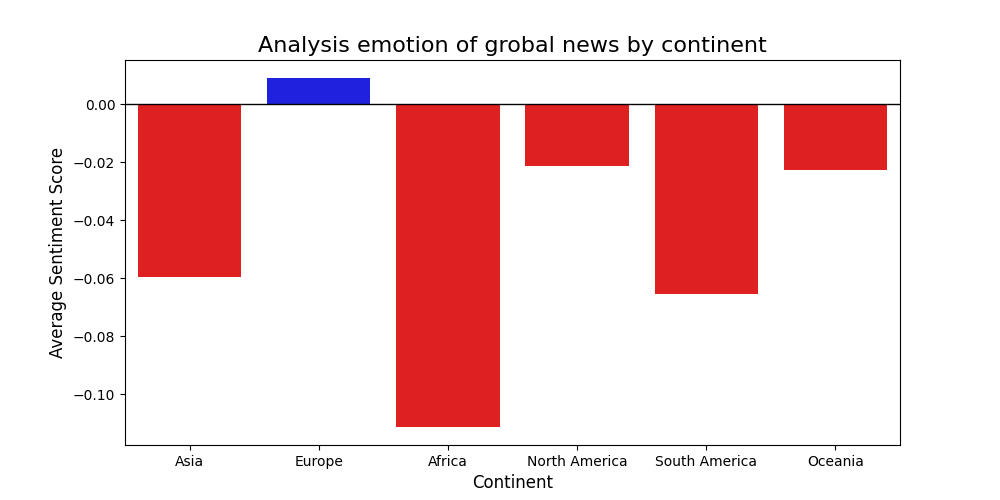 Analysis emotion of grobal news by continent
Average Sentiment Score
0.00
−0.02
−0.04
−0.06
−0.08
−0.10
Asia Europe Africa North America South America Oceania
Continent